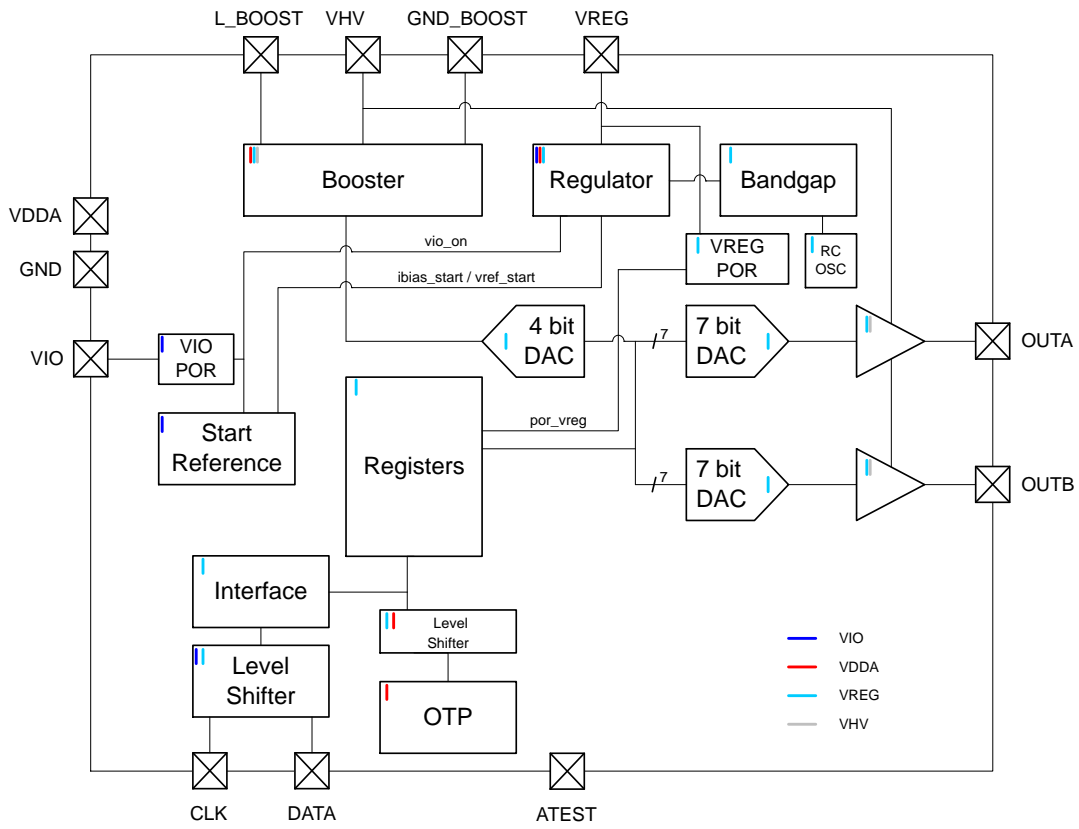 L_BOOST
VHV
GND_BOOST
VREG
Booster
Regulator
Bandgap
VDDA
GND
vio_on
VREG
POR
RC
OSC
ibias_start / vref_start
VIO
VIO
POR
4 bit
DAC
7
7 bit
DAC
OUTA
Start
Reference
Registers
por_vreg
7
7 bit
DAC
OUTB
Interface
Level
Shifter
Level
Shifter
OTP
VIO
VDDA
VREG
VHV
CLK
DATA
ATEST